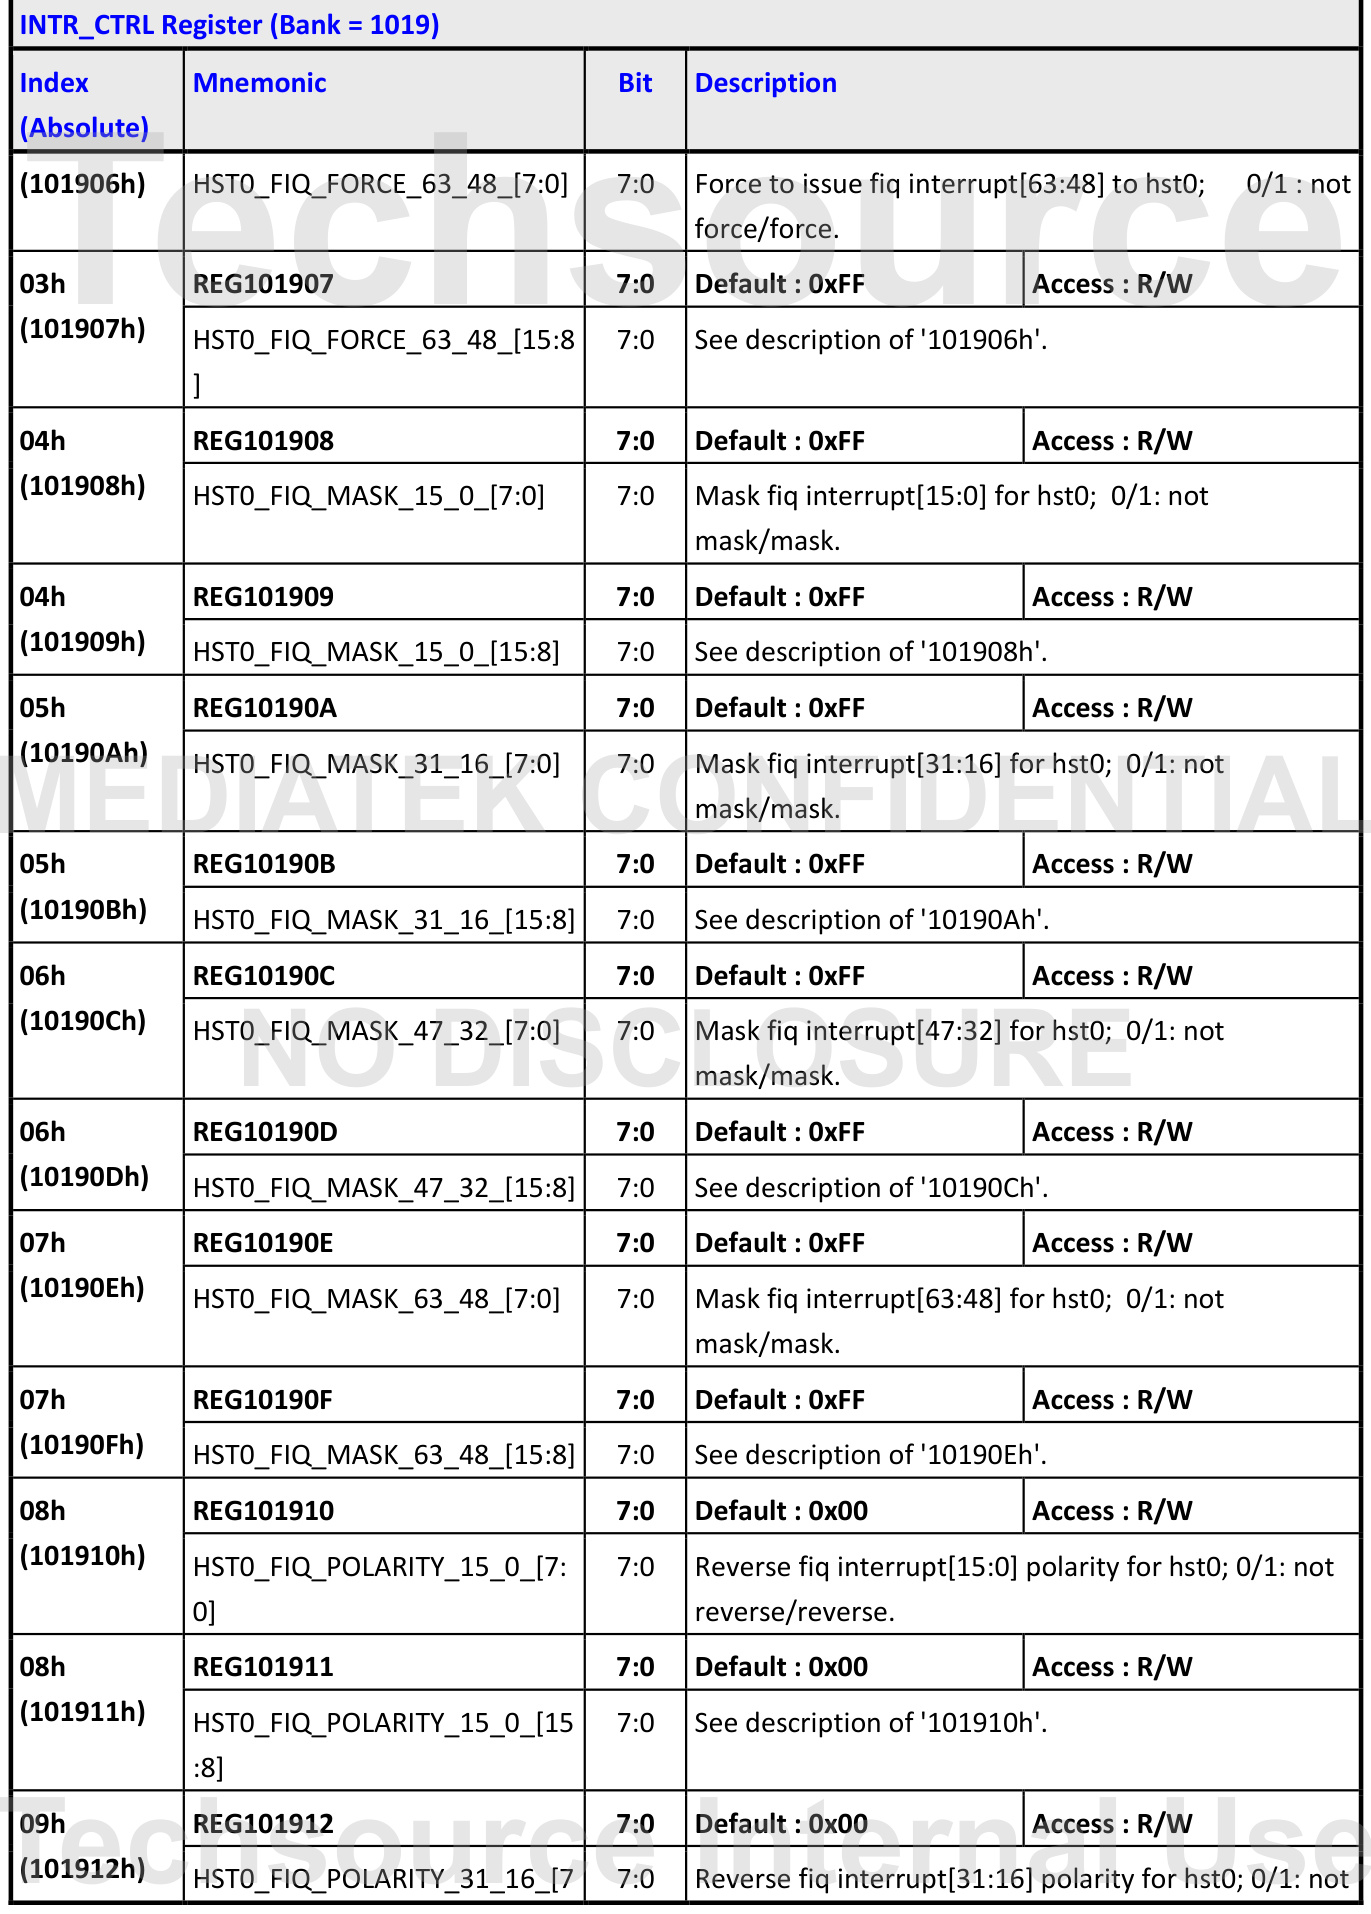 INTR_CTRL Register (Bank = 1019)
Index
(Absolute)
Mnemonic
Bit
Description
(101906h)
HST0_FIQ_FORCE_63_48_[7:0]
7:0
Force to issue fiq interrupt[63:48] to hst0; 0/1 : not
force/force.
03h
(101907h)
REG101907
7:0
Default : 0xFF
Access : R/W
HST0_FIQ_FORCE_63_48_[15:8
]
7:0
See description of '101906h'.
04h
(101908h)
REG101908
7:0
Default : 0xFF
Access : R/W
HST0_FIQ_MASK_15_0_[7:0]
7:0
Mask fiq interrupt[15:0] for hst0; 0/1: not
mask/mask.
04h
(101909h)
REG101909
7:0
Default : 0xFF
Access : R/W
HST0_FIQ_MASK_15_0_[15:8]
7:0
See description of '101908h'.
05h
(10190Ah)
REG10190A
7:0
Default : 0xFF
Access : R/W
HST0_FIQ_MASK_31_16_[7:0]
7:0
Mask fiq interrupt[31:16] for hst0; 0/1: not
mask/mask.
05h
(10190Bh)
REG10190B
7:0
Default : 0xFF
Access : R/W
HST0_FIQ_MASK_31_16_[15:8]
7:0
See description of '10190Ah'.
06h
(10190Ch)
REG10190C
7:0
Default : 0xFF
Access : R/W
HST0_FIQ_MASK_47_32_[7:0]
7:0
Mask fiq interrupt[47:32] for hst0; 0/1: not
mask/mask.
06h
(10190Dh)
REG10190D
7:0
Default : 0xFF
Access : R/W
HST0_FIQ_MASK_47_32_[15:8]
7:0
See description of '10190Ch'.
07h
(10190Eh)
REG10190E
7:0
Default : 0xFF
Access : R/W
HST0_FIQ_MASK_63_48_[7:0]
7:0
Mask fiq interrupt[63:48] for hst0; 0/1: not
mask/mask.
07h
(10190Fh)
REG10190F
7:0
Default : 0xFF
Access : R/W
HST0_FIQ_MASK_63_48_[15:8]
7:0
See description of '10190Eh'.
08h
(101910h)
REG101910
7:0
Default : 0x00
Access : R/W
HST0_FIQ_POLARITY_15_0_[7:
0]
7:0
Reverse fiq interrupt[15:0] polarity for hst0; 0/1: not
reverse/reverse.
08h
(101911h)
REG101911
7:0
Default : 0x00
Access : R/W
HST0_FIQ_POLARITY_15_0_[15
:8]
7:0
See description of '101910h'.
09h
(101912h)
REG101912
7:0
Default : 0x00
Access : R/W
HST0_FIQ_POLARITY_31_16_[7
7:0
Reverse fiq interrupt[31:16] polarity for hst0; 0/1: not
Techsource
MEDIATEK CONFIDENTIAL
NO DISCLOSURE
Techsource Internal Use